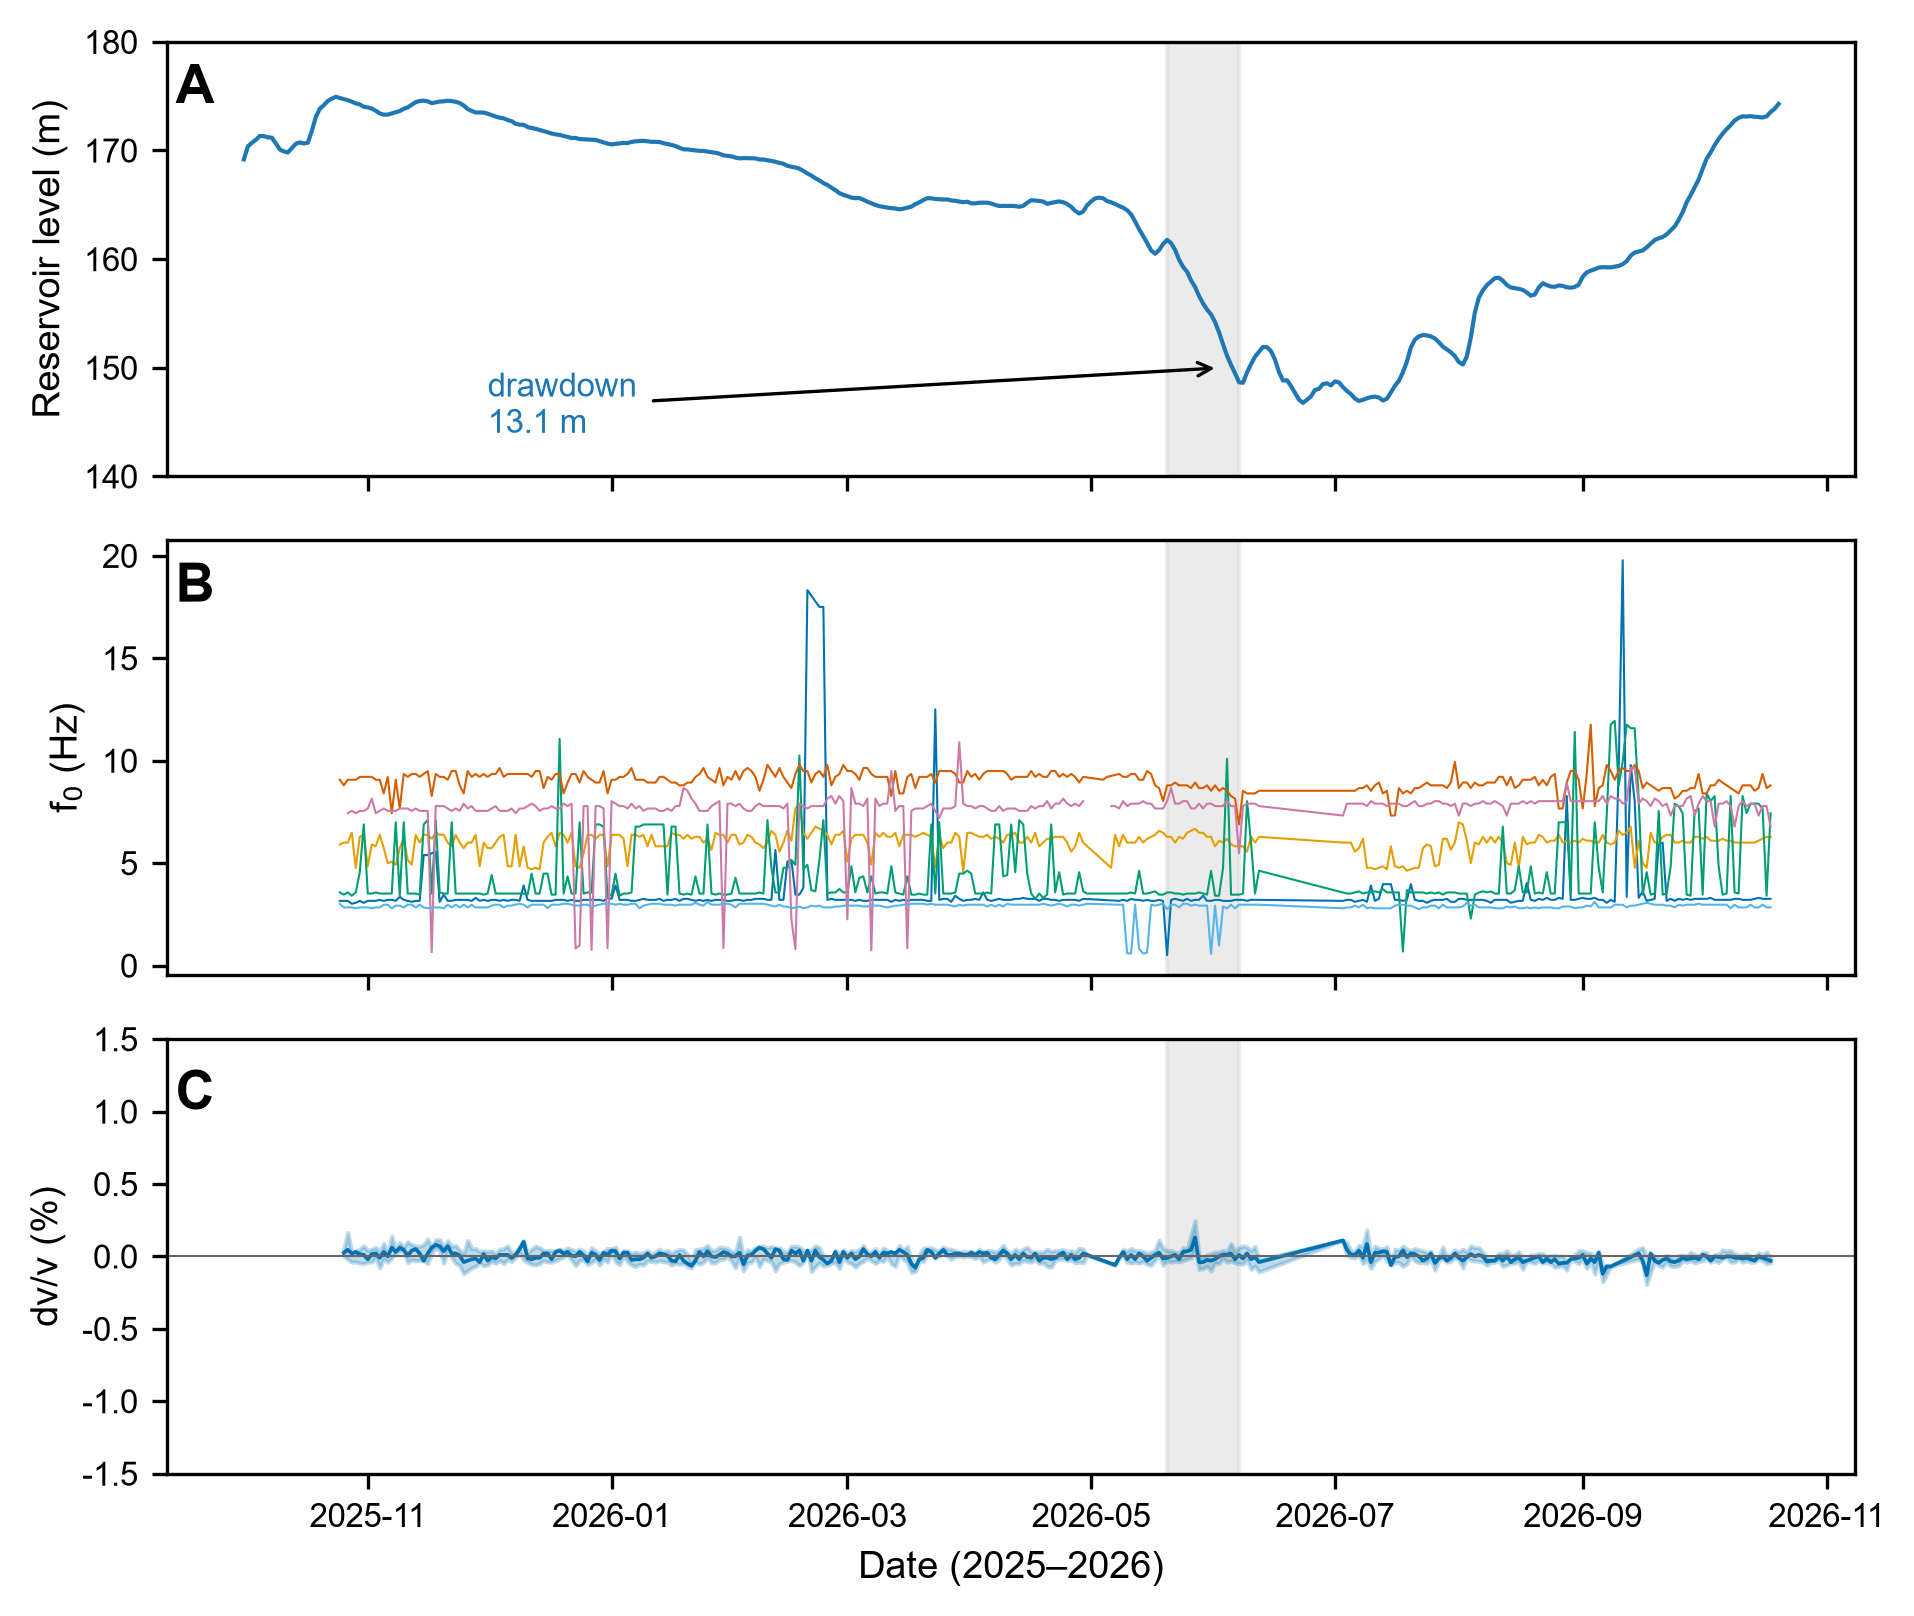 A
Reservoir level (m)
180
170
160
150
140
drawdown
13.1 m
B
f₀ (Hz)
20
15
10
5
0
C
dv/v (%)
1.5
1.0
0.5
0.0
-0.5
-1.0
-1.5
2025-11 2026-01 2026-03 2026-05 2026-07 2026-09 2026-11
Date (2025–2026)